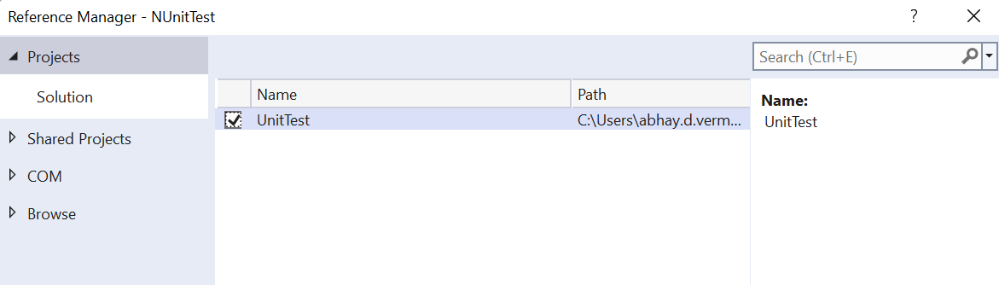 Reference Manager - NUnitTest ?
Projects
Search (Ctrl+E)
Solution
Name Path
UnitTest C:\Users\abhay.d.verm...
Name:
UnitTest
Shared Projects
COM
Browse